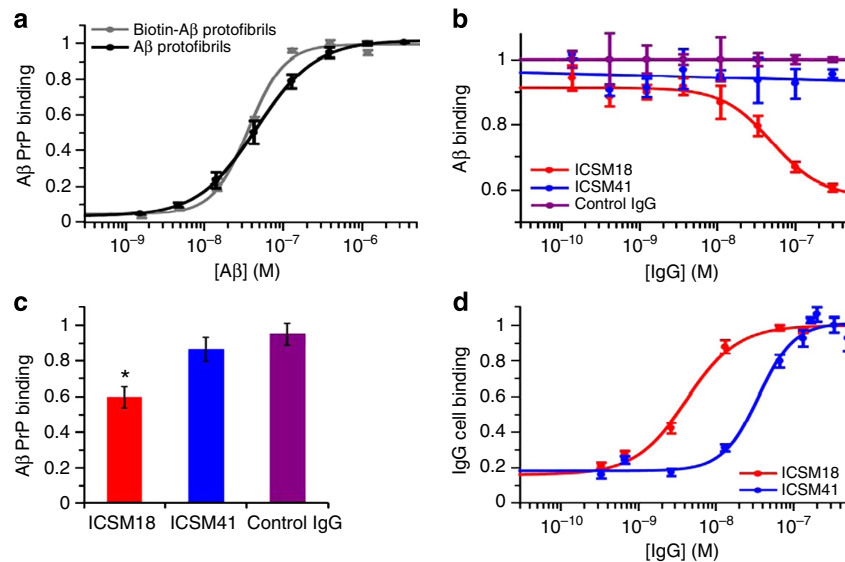 a
Aβ PrP binding
1
0.8
0.6
0.4
0.2
0
Biotin-Aβ protofibrils
Aβ protofibrils
10⁻⁹ 10⁻⁸ 10⁻⁷ 10⁻⁶
[Aβ] (M)
b
Aβ binding
1
0.8
0.6
ICSM18
ICSM41
Control IgG
10⁻¹⁰ 10⁻⁹ 10⁻⁸ 10⁻⁷
[IgG] (M)
c
Aβ PrP binding
1
0.8
0.6
0.4
0.2
0
*
ICSM18 ICSM41 Control IgG
d
IgG cell binding
1
0.8
0.6
0.4
0.2
0
ICSM18
ICSM41
10⁻¹⁰ 10⁻⁹ 10⁻⁸ 10⁻⁷
[IgG] (M)